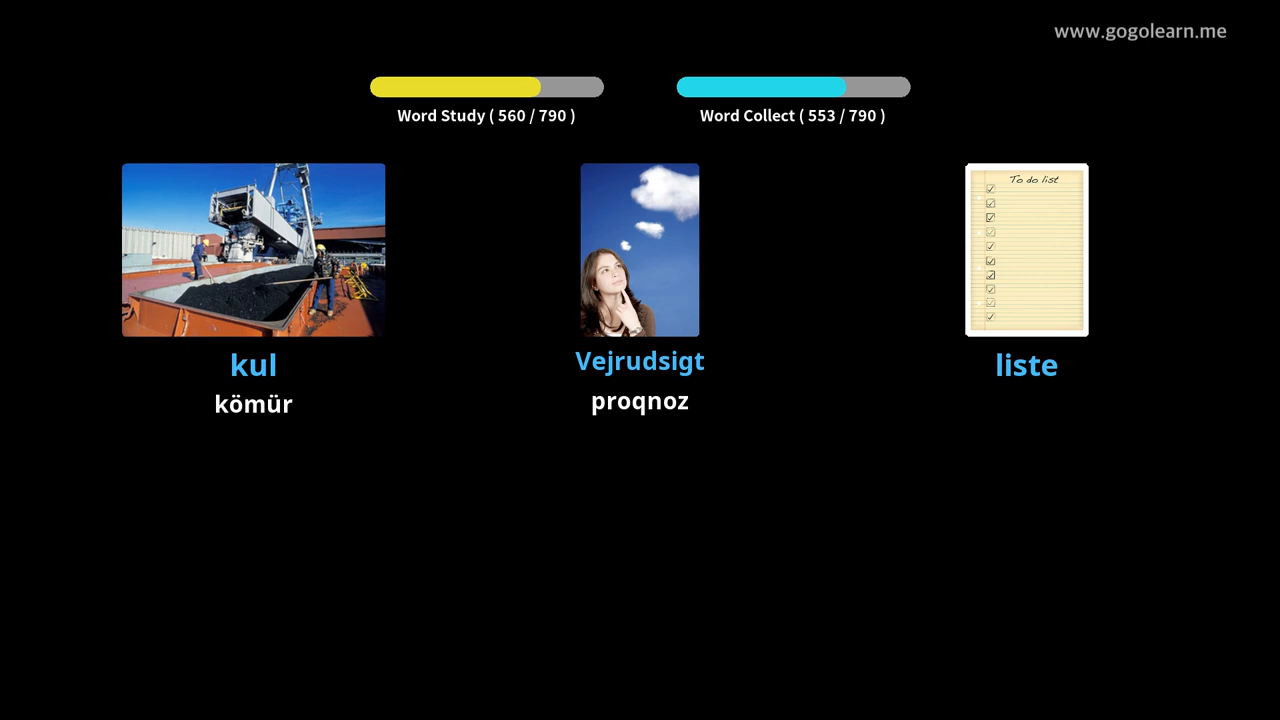 www.gogolearn.me
Word Study ( 560 / 790 )
Word Collect ( 553 / 790 )
To do list
kul
Vejrudsigt
liste
kömür
proqnoz